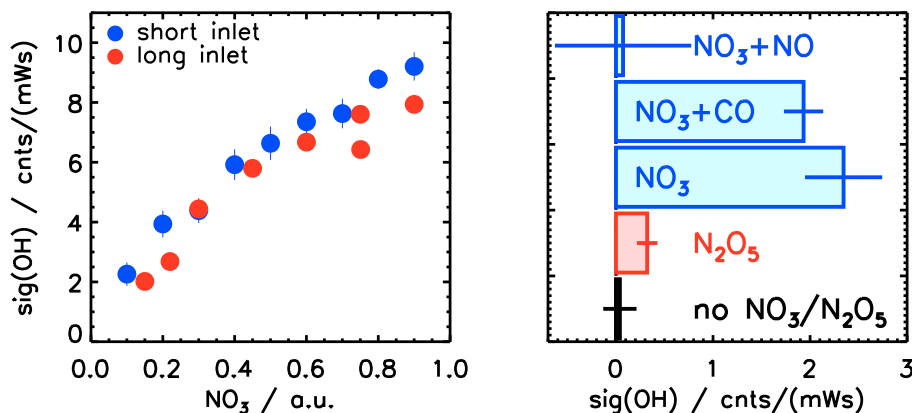 short inlet
long inlet
sig(OH) / cnts/(mWs)
10
8
6
4
2
0
0.0 0.2 0.4 0.6 0.8 1.0
NO₃ / a.u.
NO₃+NO
NO₃+CO
NO₃
N₂O₅
no NO₃/N₂O₅
0 1 2 3
sig(OH) / cnts/(mWs)